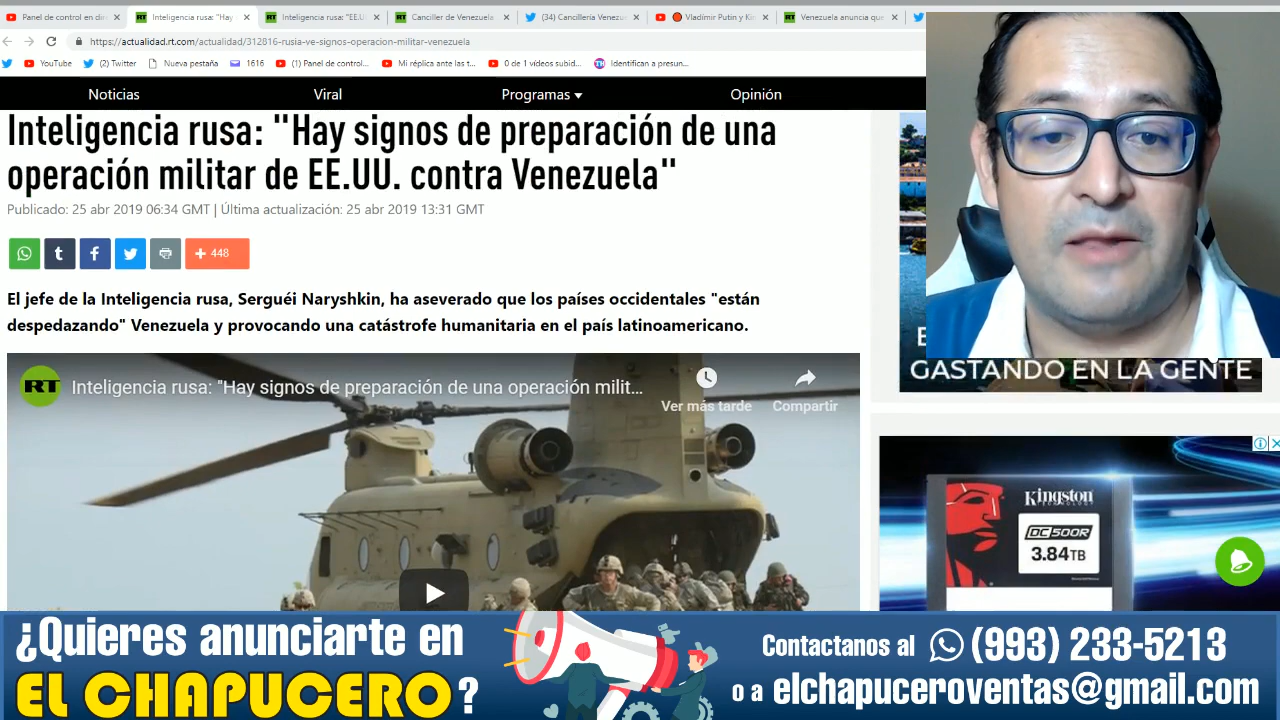 Panel de control en di
Inteligencia rusa: "Hay
Inteligencia rusa: "EE.U
Canciller de Venezuela
(34) Cancillería Venezu
Vladímir Putin y Ki
Venezuela anuncia que
https://actualidad.rt.com/actualidad/312816-rusia-ve-signos-operacion-militar-venezuela
YouTube
(2) Twitter
Nueva pestaña
1616
(1) Panel de control...
Mi réplica ante las t...
0 de 1 vídeos subid...
Identifican a presun...
Noticias
Viral
Programas
Opinión
Inteligencia rusa: "Hay signos de preparación de una
operación militar de EE.UU. contra Venezuela"
Publicado: 25 abr 2019 06:34 GMT | Última actualización: 25 abr 2019 13:31 GMT
+ 448
El jefe de la Inteligencia rusa, Serguéi Naryshkin, ha aseverado que los países occidentales "están
despedazando" Venezuela y provocando una catástrofe humanitaria en el país latinoamericano.
RT
Inteligencia rusa: "Hay signos de preparación de una operación milit...
Ver más tarde
Compartir
GASTANDO EN LA GENTE
Kingston
TECHNOLOGY
DC500R
3.84TB
¿Quieres anunciarte en
EL CHAPUCERO?
Contactanos al (993) 233-5213
o a elchapuceroventas@gmail.com